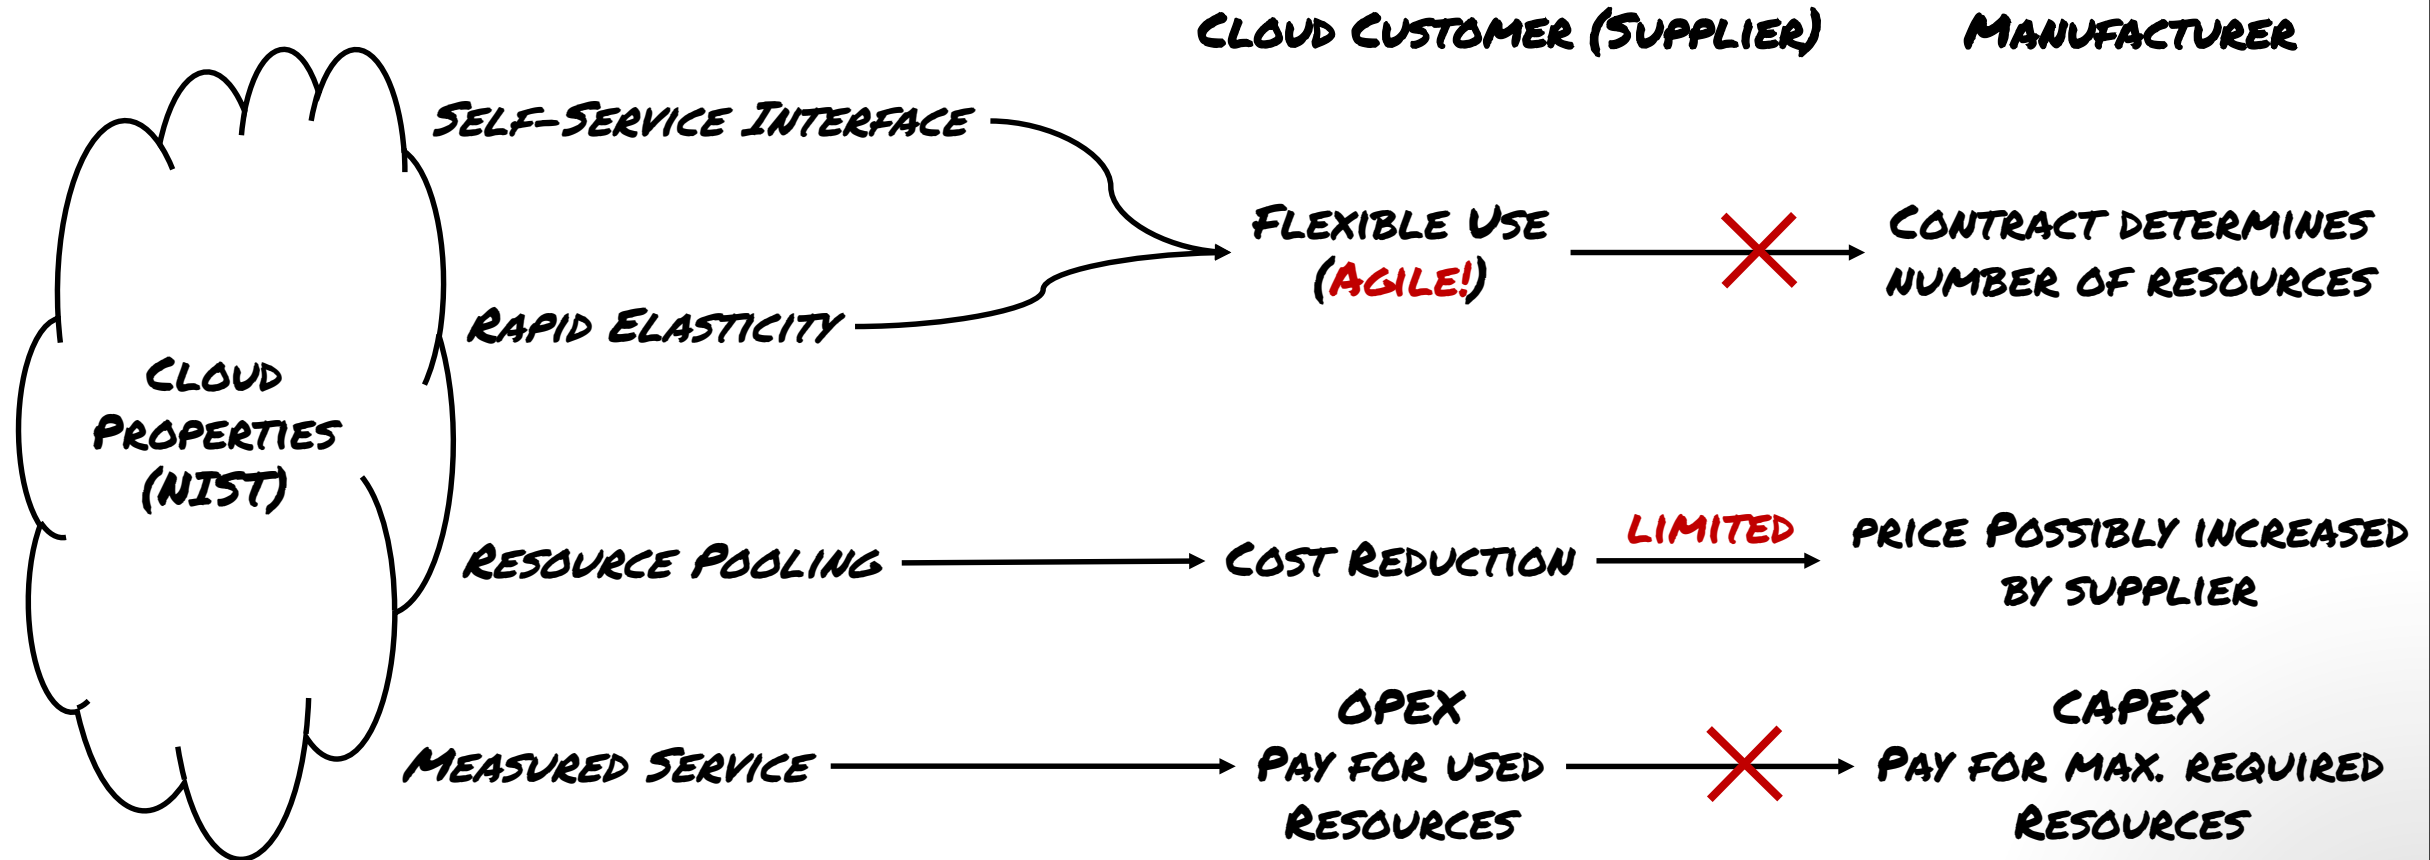 Cloud Customer (Supplier)
Manufacturer
Self-Service Interface
Flexible Use
(Agile!)
Contract determines
number of resources
Rapid Elasticity
Cloud
Properties
(NIST)
Resource Pooling
Cost Reduction
limited
price Possibly increased
by supplier
Measured Service
OPEX
Pay for used
Resources
CAPEX
Pay for max. required
Resources